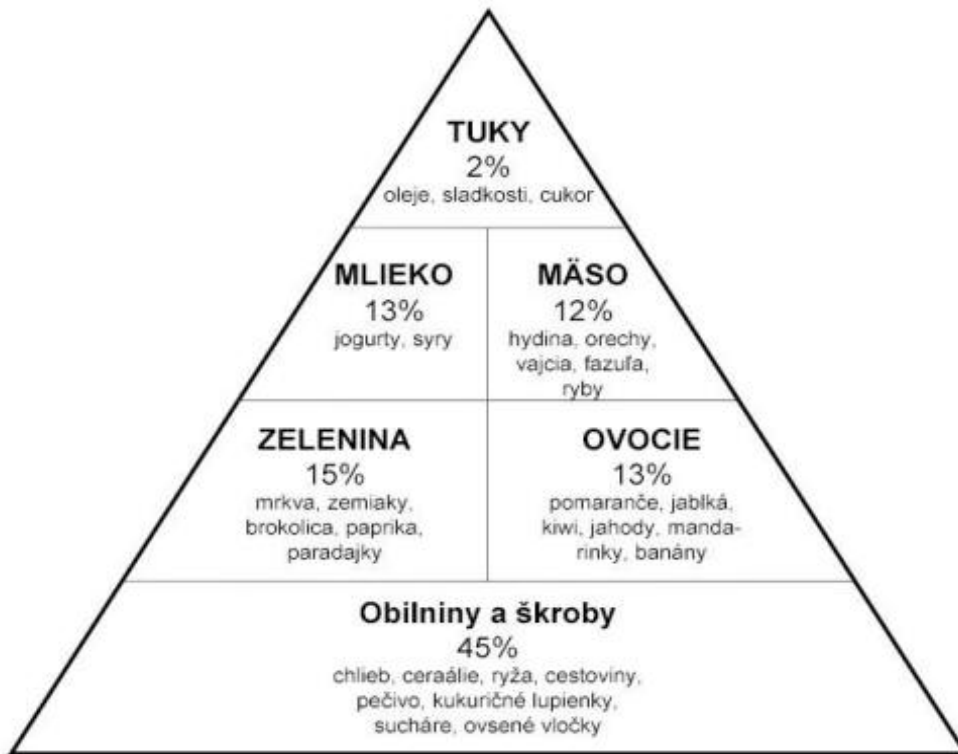 TUKY
2%
oleje, sladkosti, cukor
MLIEKO
13%
jogurty, syry
MÄSO
12%
hydina, orechy,
vajcia, fazuľa,
ryby
ZELENINA
15%
mrkva, zemiaky,
brokolica, paprika,
paradajky
OVOCIE
13%
pomaranče, jablká,
kiwi, jahody, manda-
rinky, banány
Obilniny a škroby
45%
chlieb, ceraálie, ryža, cestoviny,
pečivo, kukuričné lupienky,
sucháre, ovsené vločky